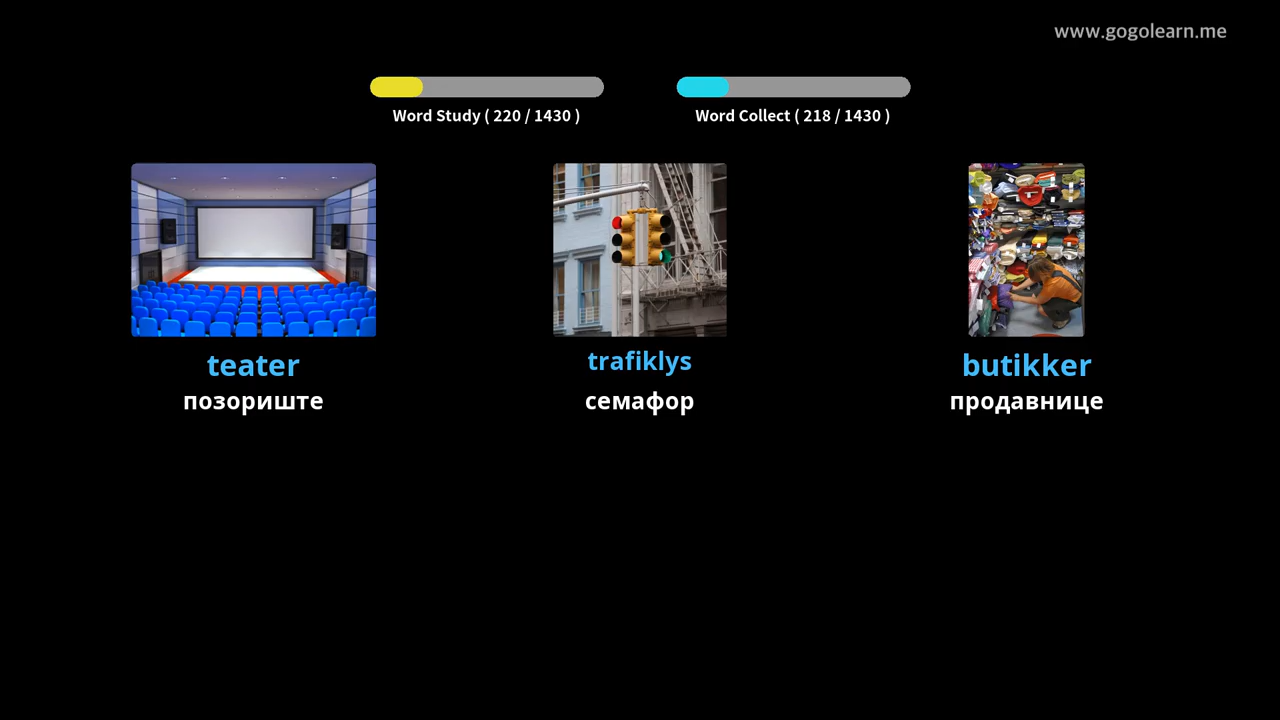 www.gogolearn.me
Word Study ( 220 / 1430 )
Word Collect ( 218 / 1430 )
teater
trafiklys
butikker
позориште
семафор
продавнице